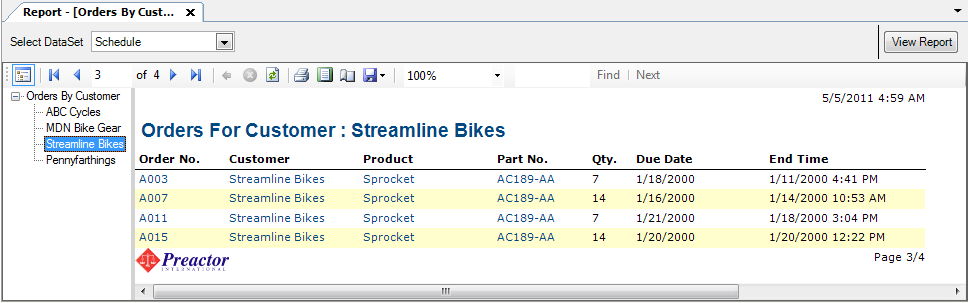 Report - [Orders By Cust...
Select DataSet Schedule View Report
3 of 4 100% Find | Next
Orders By Customer
ABC Cycles
MDN Bike Gear
Streamline Bikes
Pennyfarthings
5/5/2011 4:59 AM
Orders For Customer : Streamline Bikes
Order No. Customer Product Part No. Qty. Due Date End Time
A003 Streamline Bikes Sprocket AC189-AA 7 1/18/2000 1/11/2000 4:41 PM
A007 Streamline Bikes Sprocket AC189-AA 14 1/16/2000 1/14/2000 10:53 AM
A011 Streamline Bikes Sprocket AC189-AA 7 1/21/2000 1/18/2000 3:04 PM
A015 Streamline Bikes Sprocket AC189-AA 14 1/20/2000 1/20/2000 12:22 PM
Preactor
INTERNATIONAL
Page 3/4